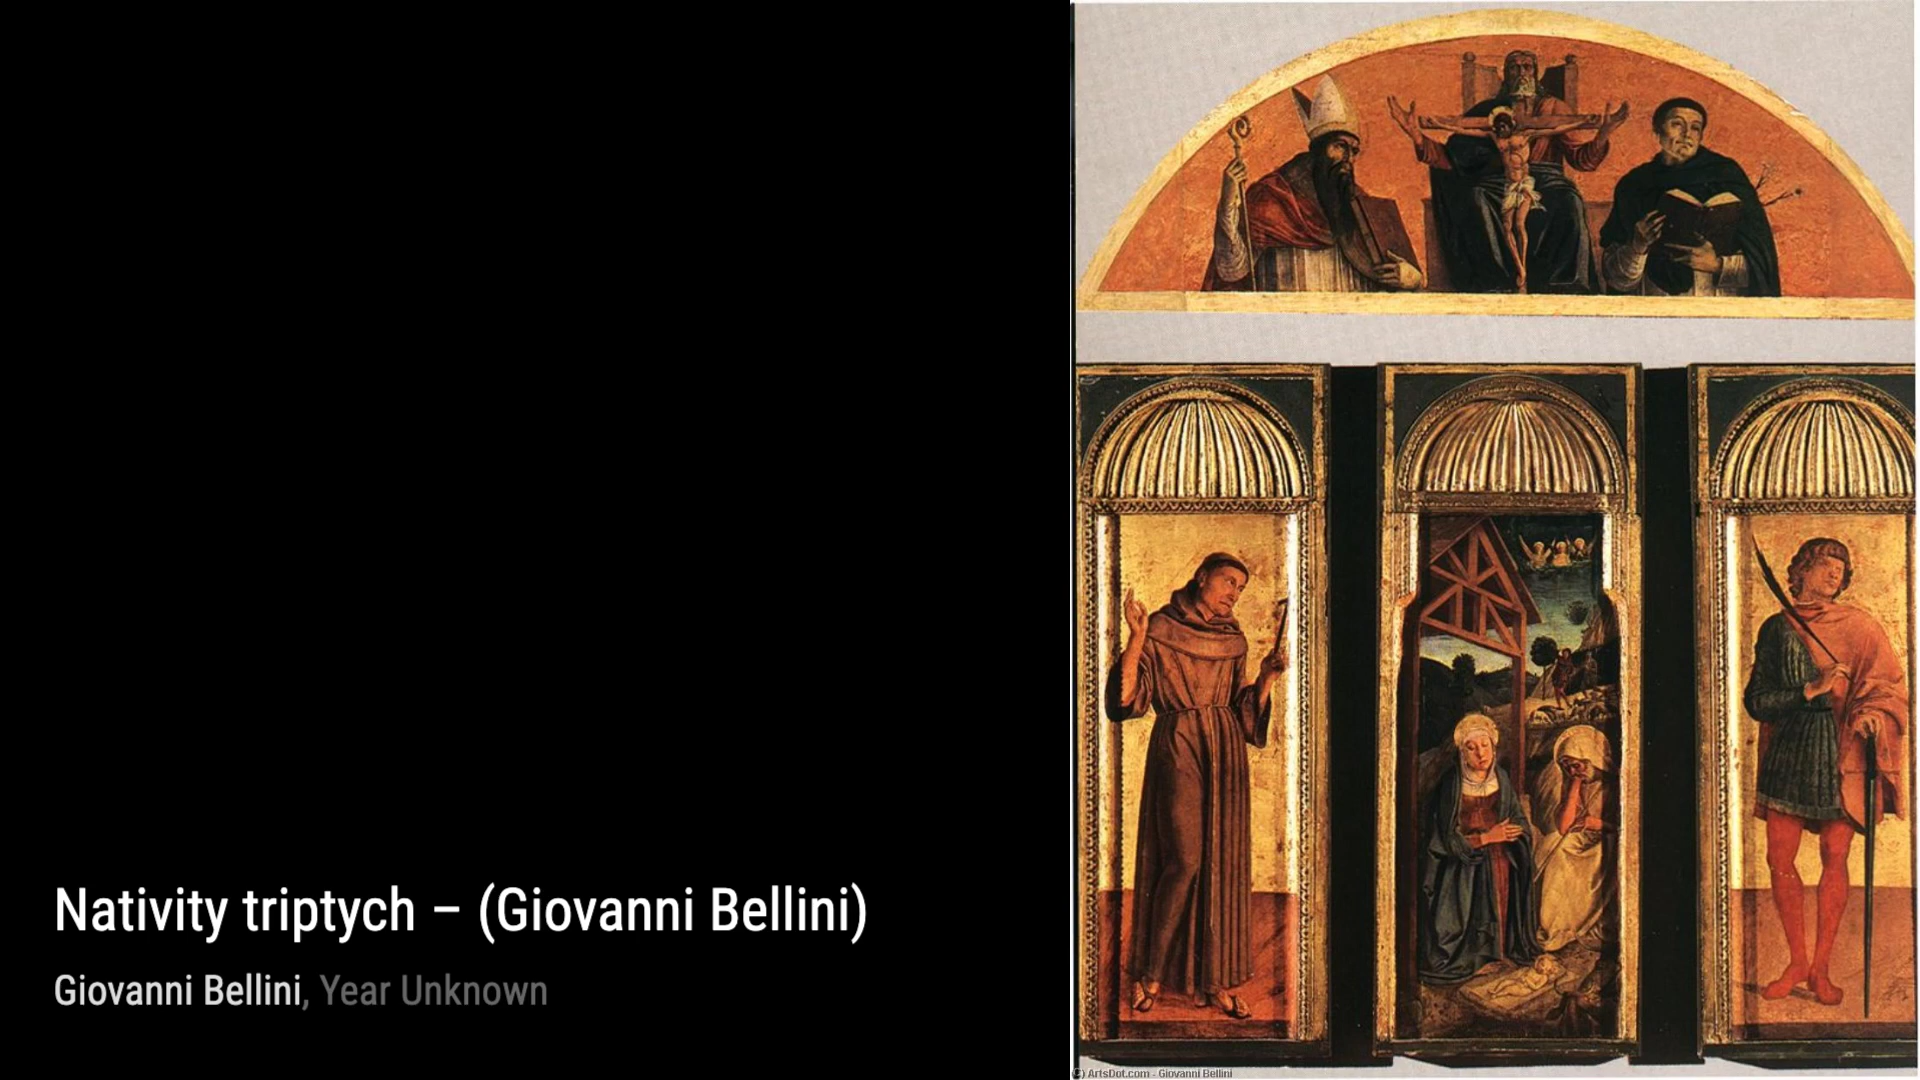 Nativity triptych – (Giovanni Bellini)
Giovanni Bellini, Year Unknown
(c) ArtsDot.com - Giovanni Bellini